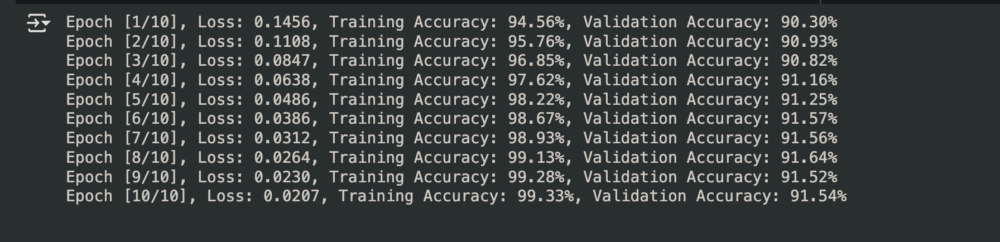 Epoch [1/10], Loss: 0.1456, Training Accuracy: 94.56%, Validation Accuracy: 90.30%
Epoch [2/10], Loss: 0.1108, Training Accuracy: 95.76%, Validation Accuracy: 90.93%
Epoch [3/10], Loss: 0.0847, Training Accuracy: 96.85%, Validation Accuracy: 90.82%
Epoch [4/10], Loss: 0.0638, Training Accuracy: 97.62%, Validation Accuracy: 91.16%
Epoch [5/10], Loss: 0.0486, Training Accuracy: 98.22%, Validation Accuracy: 91.25%
Epoch [6/10], Loss: 0.0386, Training Accuracy: 98.67%, Validation Accuracy: 91.57%
Epoch [7/10], Loss: 0.0312, Training Accuracy: 98.93%, Validation Accuracy: 91.56%
Epoch [8/10], Loss: 0.0264, Training Accuracy: 99.13%, Validation Accuracy: 91.64%
Epoch [9/10], Loss: 0.0230, Training Accuracy: 99.28%, Validation Accuracy: 91.52%
Epoch [10/10], Loss: 0.0207, Training Accuracy: 99.33%, Validation Accuracy: 91.54%